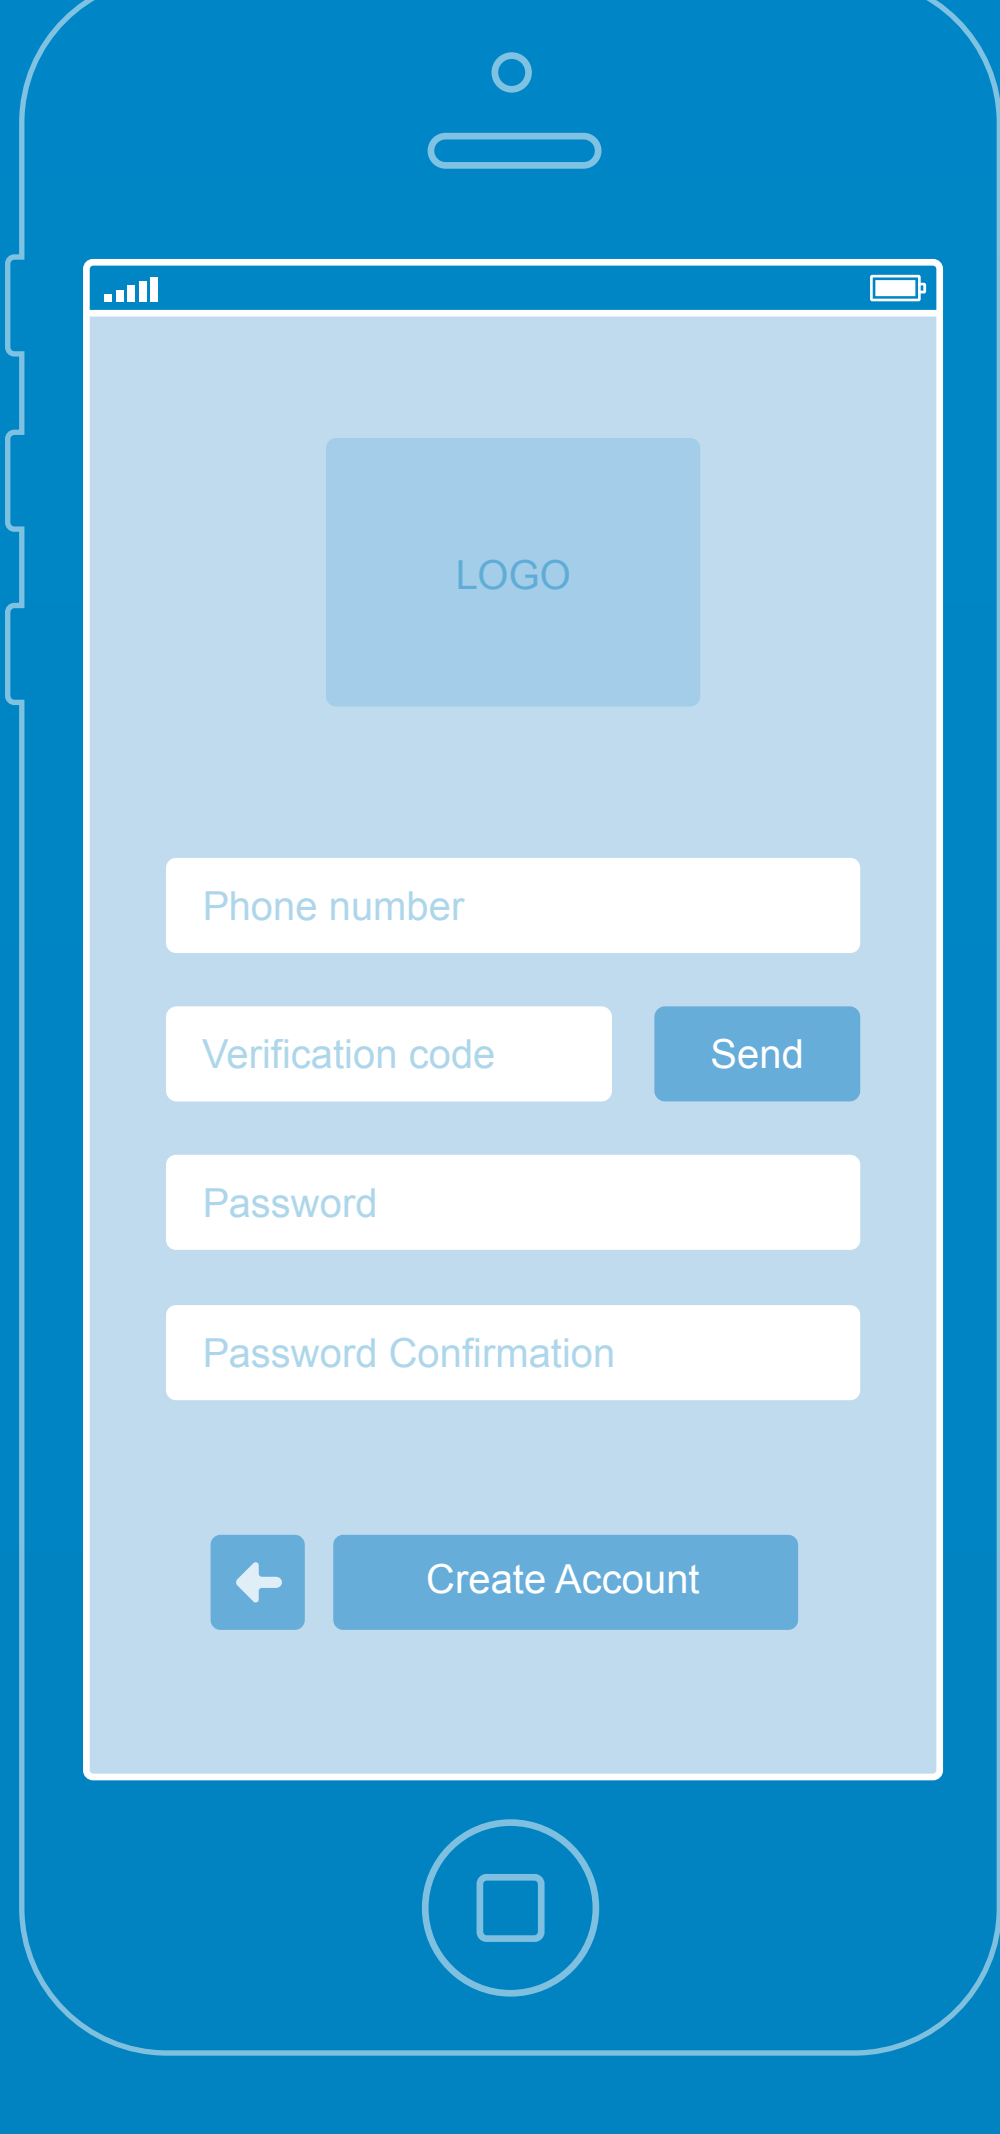 LOGO
Phone number
Verification code
Send
Password
Password Confirmation
Create Account